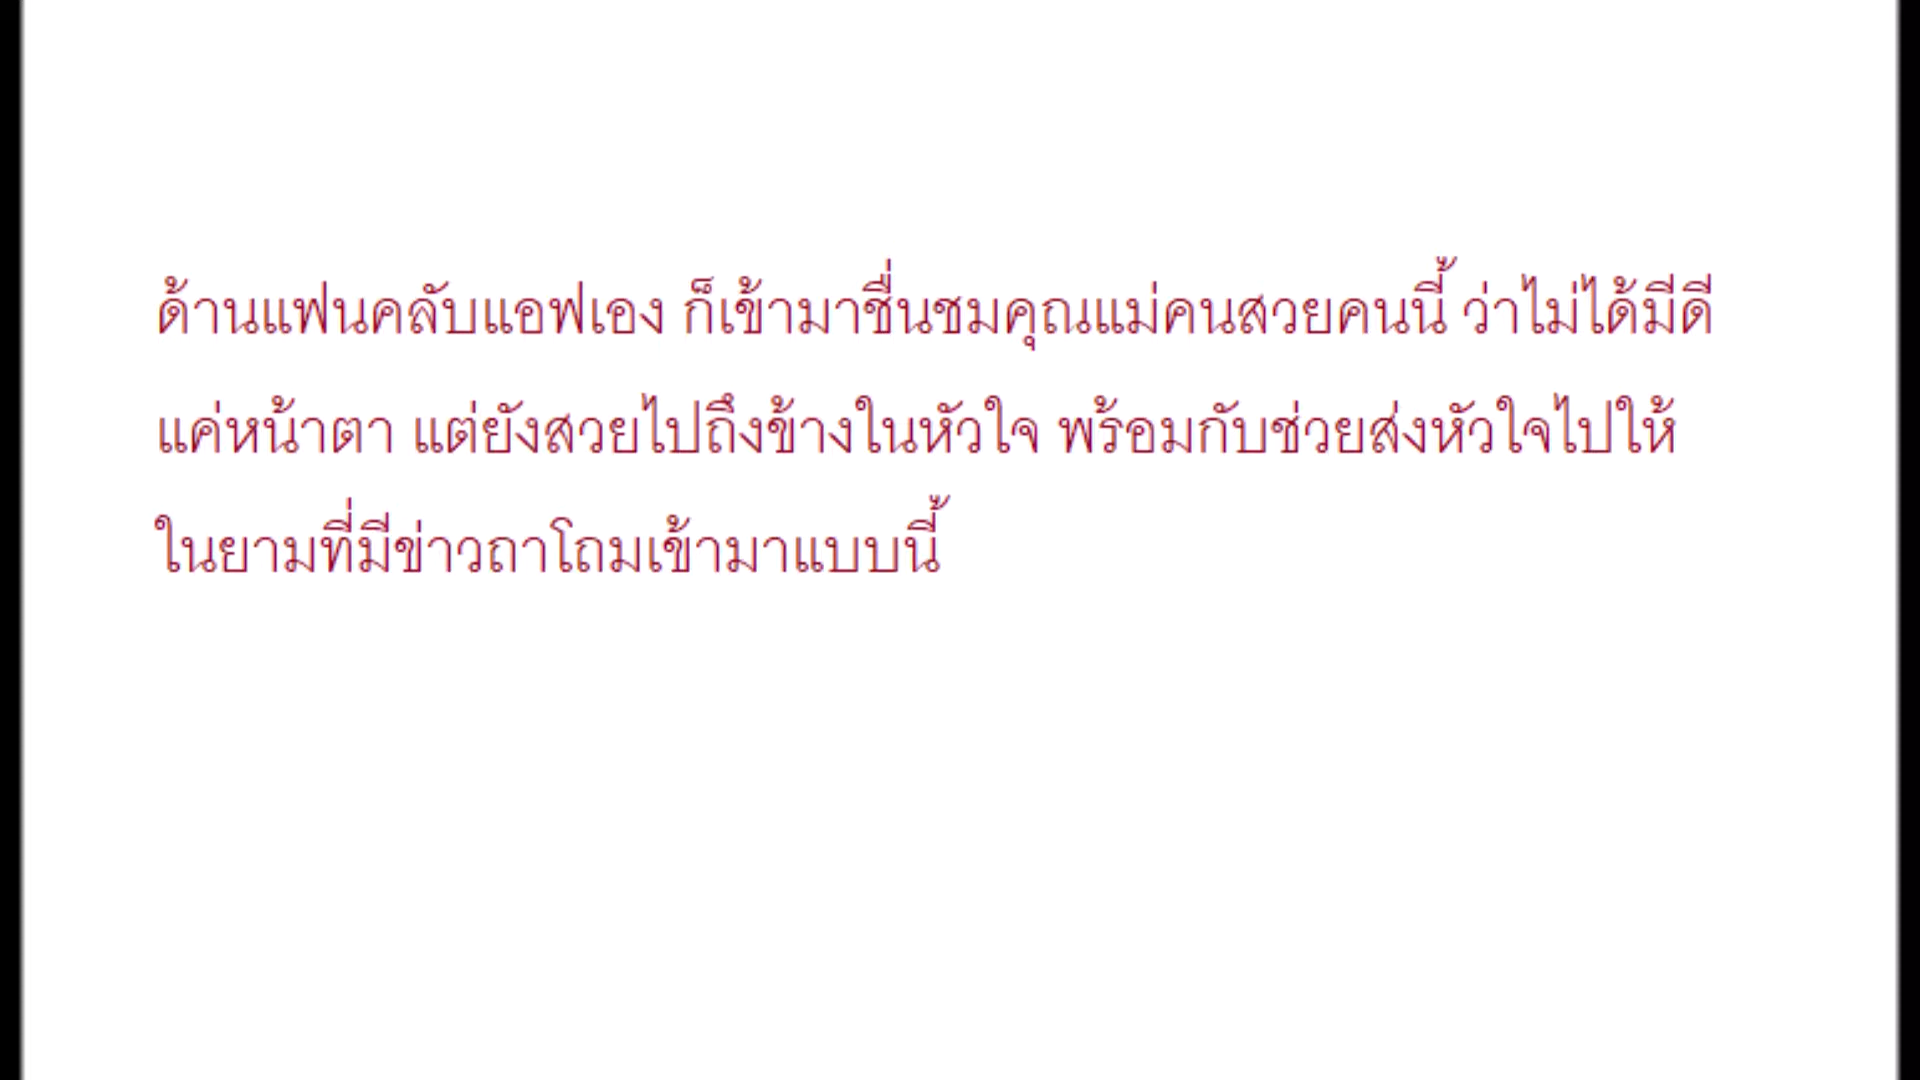 ด้านแฟนคลับแอฟเอง ก็เข้ามาชื่นชมคุณแม่คนสวยคนนี้ ว่าไม่ได้มีดี
แค่หน้าตา แต่ยังสวยไปถึงข้างในหัวใจ พร้อมกับช่วยส่งหัวใจไปให้
ในยามที่มีข่าวถาโถมเข้ามาแบบนี้